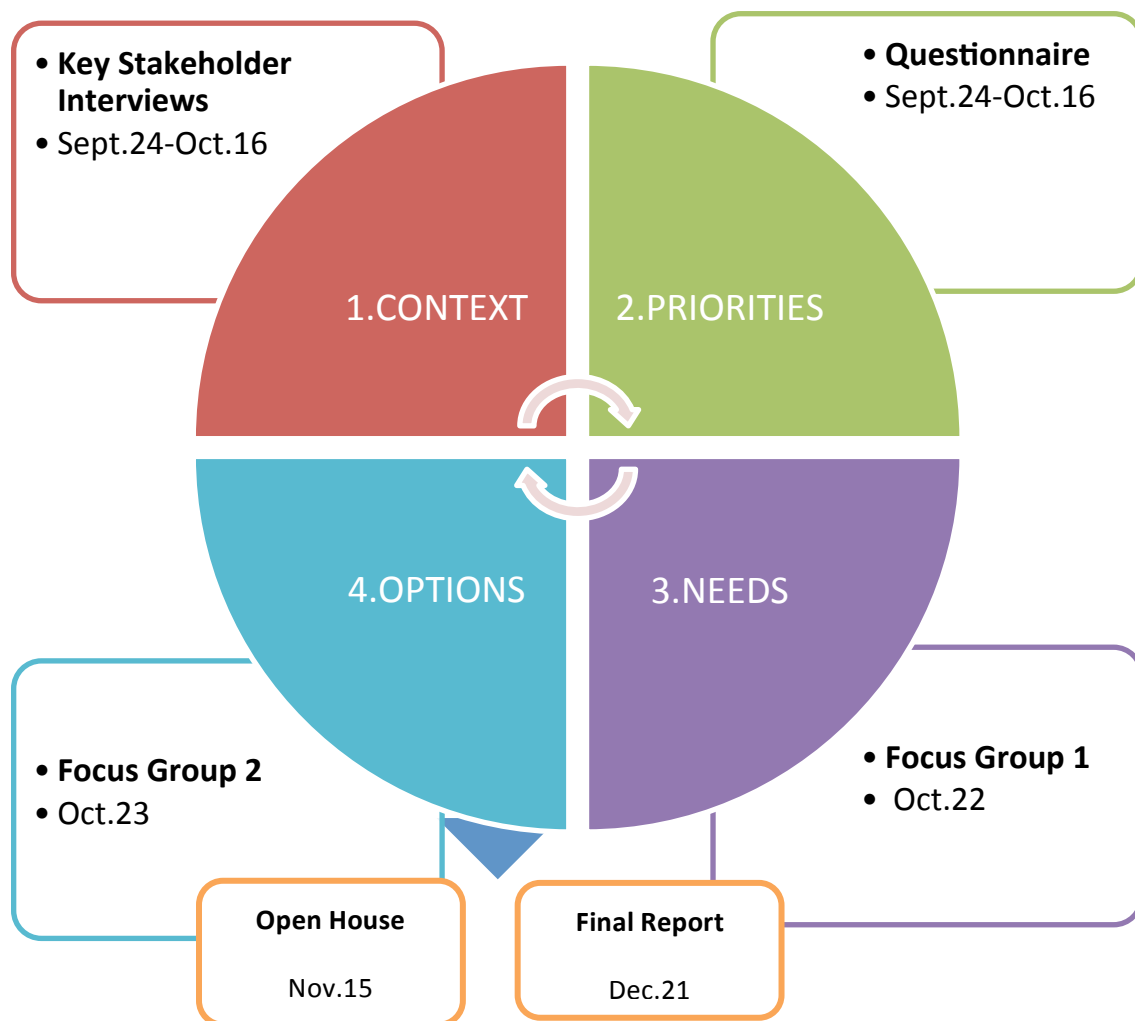 • Key Stakeholder
Interviews
• Sept.24-Oct.16
• Questionnaire
• Sept.24-Oct.16
1.CONTEXT
2.PRIORITIES
4.OPTIONS
3.NEEDS
• Focus Group 2
• Oct.23
• Focus Group 1
• Oct.22
Open House
Nov.15
Final Report
Dec.21